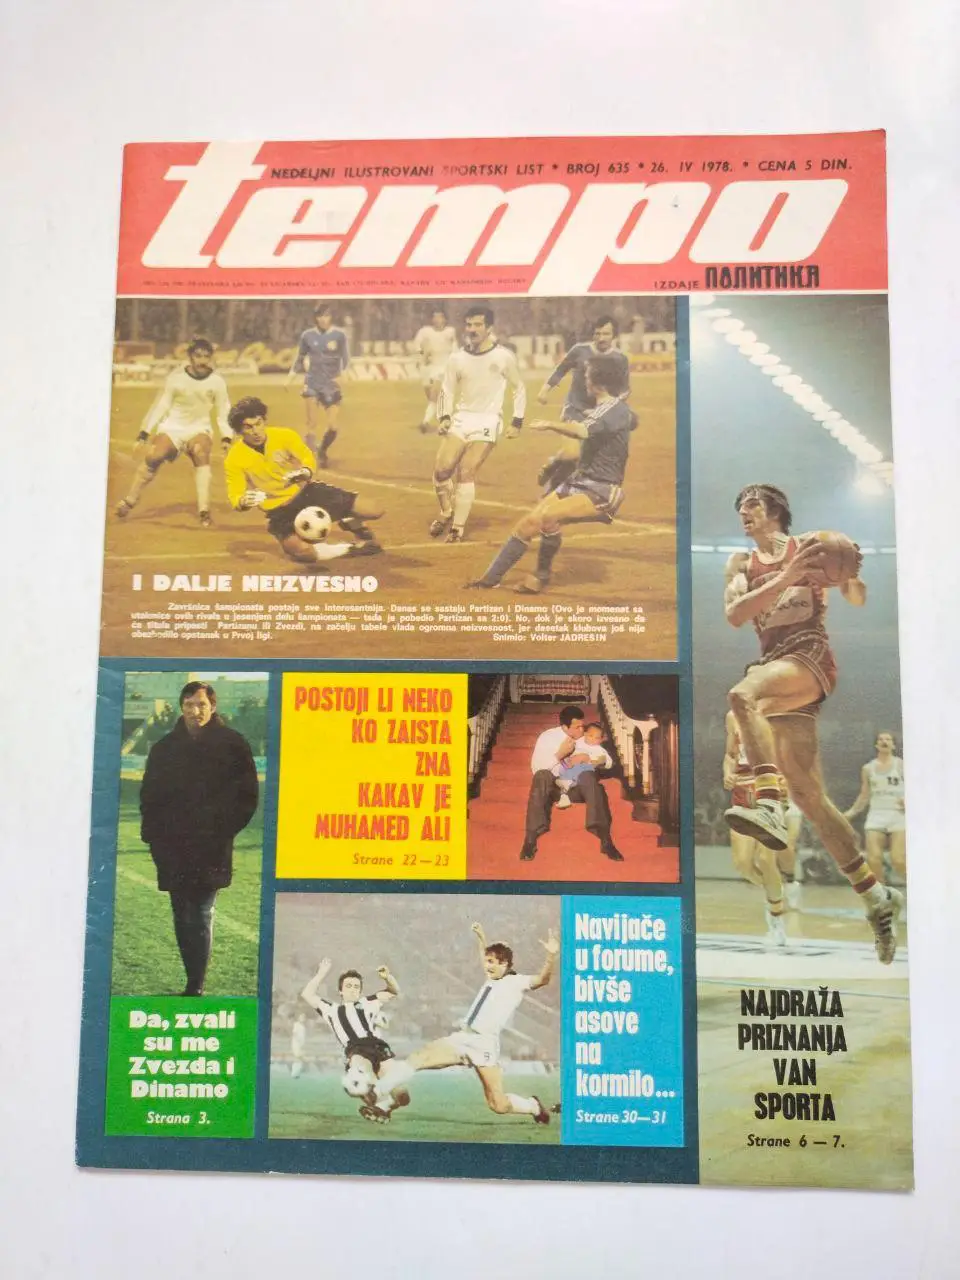 NEDELJNI ILUSTROVANI SPORTSKI LIST * BROJ 635 * 26. IV 1978. * CENA 5 DIN.
tempo
IZDAJE ПОЛИТИКА
I DALJE NEIZVESNO
Završnica šampionata postaje sve interesantnija. Danas se sastaju Partizan i Dinamo (Ovo je momenat sa
utakmice ovih rivala u jesenjem delu šampionata — tada je pobedio Partizan sa 2:0). No, dok je skoro izvesno da
će titula pripasti Partizanu ili Zvezdi, na začelju tabele vlada ogromna neizvesnost, jer desetak klubova još nije
obezbedilo opstanak u Prvoj ligi. Snimio: Volter JADREŠIN
POSTOJI LI NEKO
KO ZAISTA
ZNA
KAKAV JE
MUHAMED ALI
Strane 22—23
Da, zvali
su me
Zvezda i
Dinamo
Strana 3.
Navijače
u forume,
bivše
asove
na
kormilo...
Strane 30—31
NAJDRAŽA
PRIZNANJA
VAN
SPORTA
Strane 6 — 7.
2
13